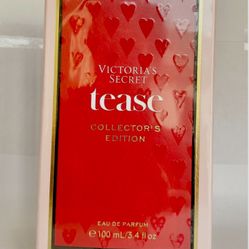 VICTORIA'S
SECRET
tease
COLLECTOR'S
EDITION
EAU DE PARFUM
℮ 100 mL/3.4 fl oz